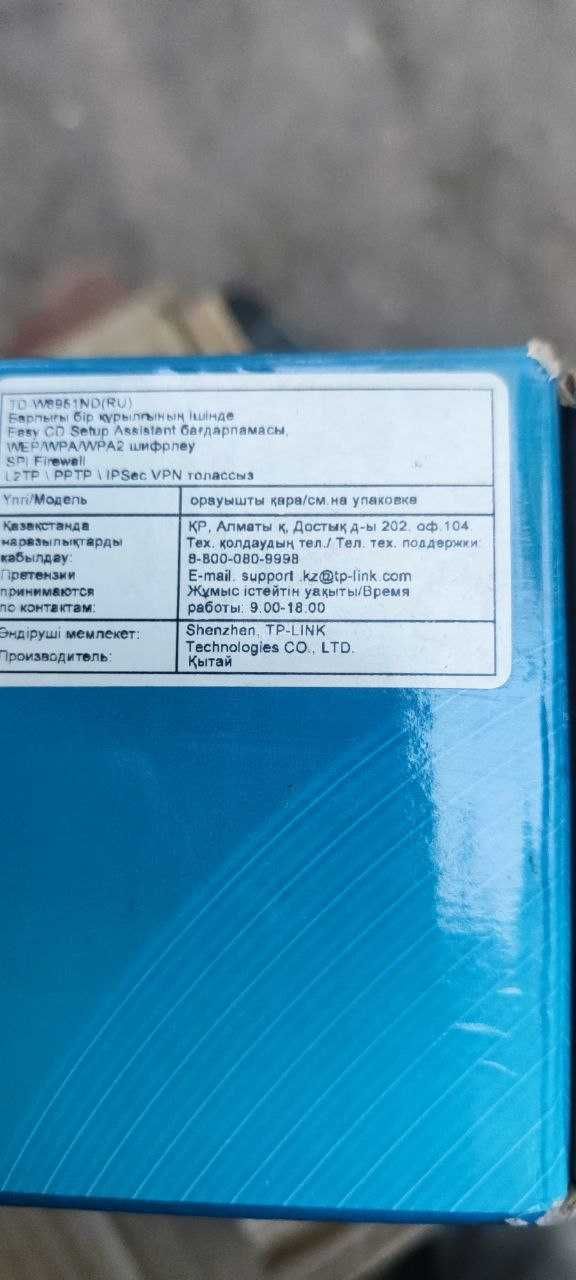 TD-W8951ND(RU)
Барлығы бір құрылғының ішінде
Easy CD Setup Assistant бағдарламасы,
WEP/WPA/WPA2 шифрлеу
SPI Firewall
L2TP \ PPTP \ IPSec VPN толассыз
Үлгі/Модель
орауышты қара/см.на упаковке
Қазақстанда
наразылықтарды
қабылдау:
Претензии
принимаются
по контактам:
ҚР, Алматы қ, Достық д-ы 202. оф.104.
Тех. қолдаудың тел./ Тел. тех. поддержки:
8-800-080-9998
E-mail. support .kz@tp-link.com
Жұмыс істейтін уақыты/Время
работы: 9.00-18.00
Өндіруші мемлекет:
Производитель:
Shenzhen, TP-LINK
Technologies CO., LTD.
Қытай